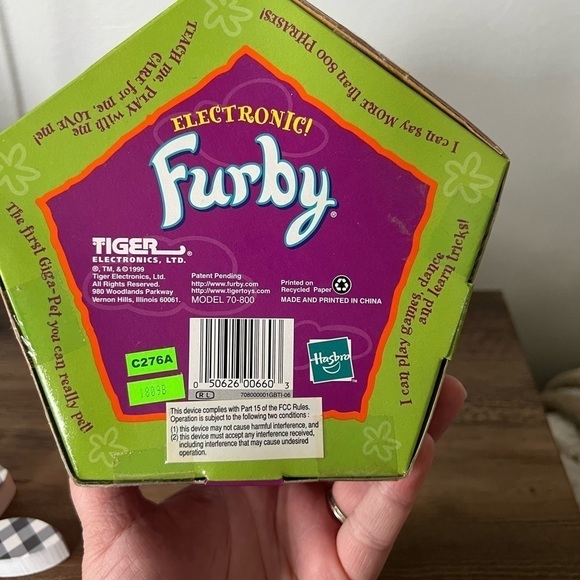 TEACH me, PLAY with me
CARE for me, LOVE me!
I can say MORE than 800 PHRASES!
ELECTRONIC!
Furby®
The first Giga-Pet you can really pet!
I can play games, dance
and learn tricks!
TIGER
ELECTRONICS, LTD.
®, TM, & © 1999
Tiger Electronics, Ltd.
All Rights Reserved.
980 Woodlands Parkway
Vernon Hills, Illinois 60061.
Patent Pending
http://www.furby.com
http://www.tigertoys.com
MODEL 70-800
Printed on
Recycled Paper
MADE AND PRINTED IN CHINA
C276A
1809B
0 50626 00660 3
R L
708000001GBTI-06
Hasbro
This device complies with Part 15 of the FCC Rules.
Operation is subject to the following two conditions :
(1) this device may not cause harmful interference, and
(2) this device must accept any interference received,
including interference that may cause undesired
operation.